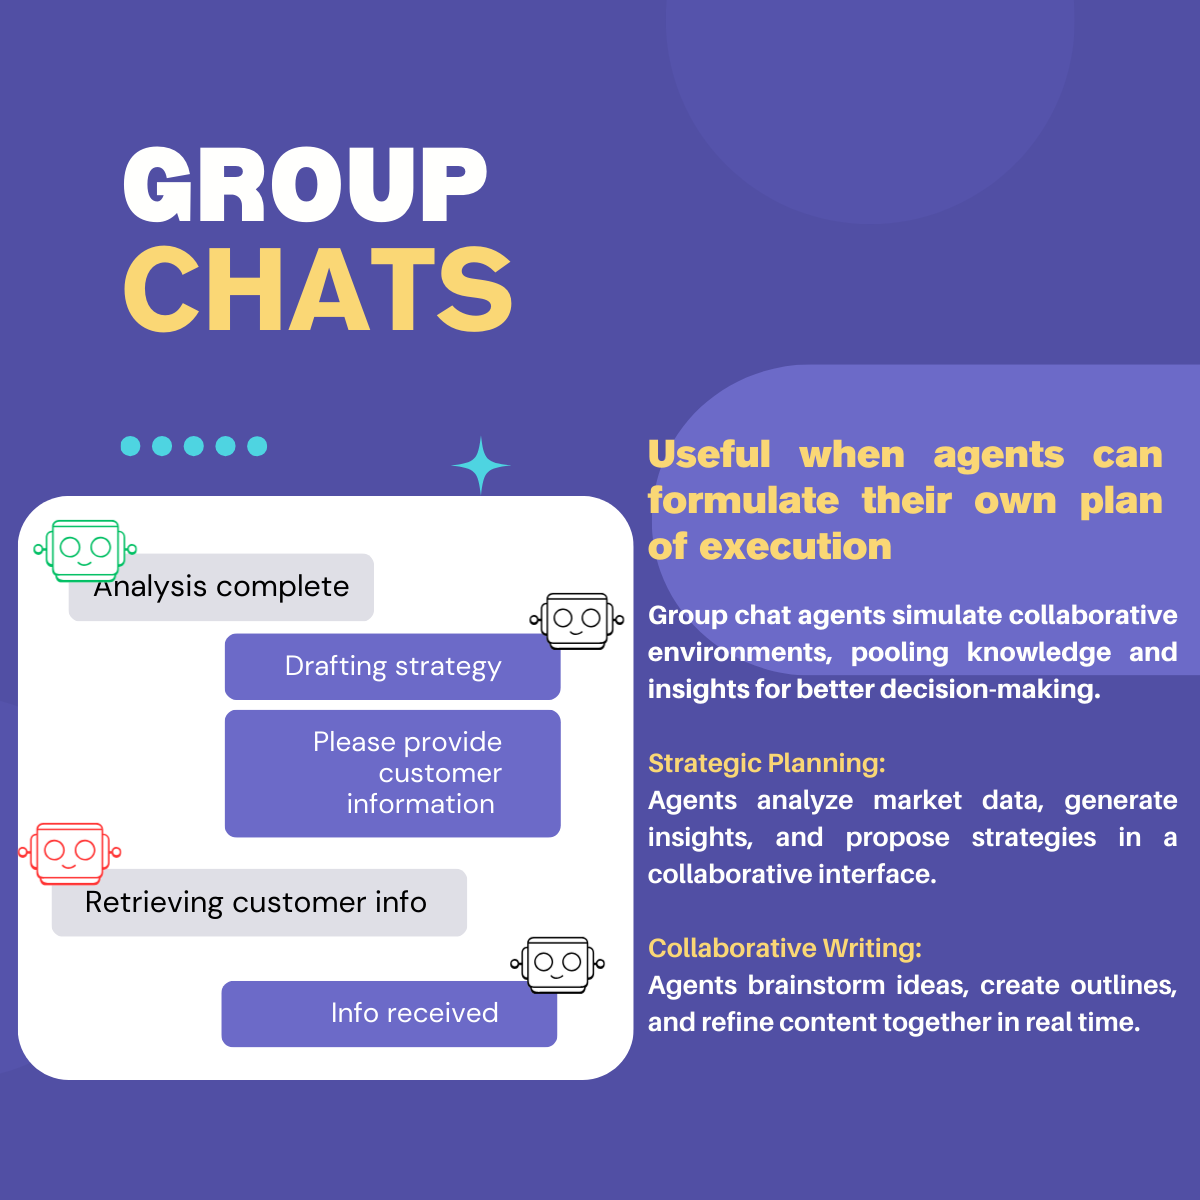 GROUP
CHATS
Analysis complete
Drafting strategy
Please provide
customer
information
Retrieving customer info
Info received
Useful when agents can
formulate their own plan
of execution
Group chat agents simulate collaborative
environments, pooling knowledge and
insights for better decision-making.
Strategic Planning:
Agents analyze market data, generate
insights, and propose strategies in a
collaborative interface.
Collaborative Writing:
Agents brainstorm ideas, create outlines,
and refine content together in real time.